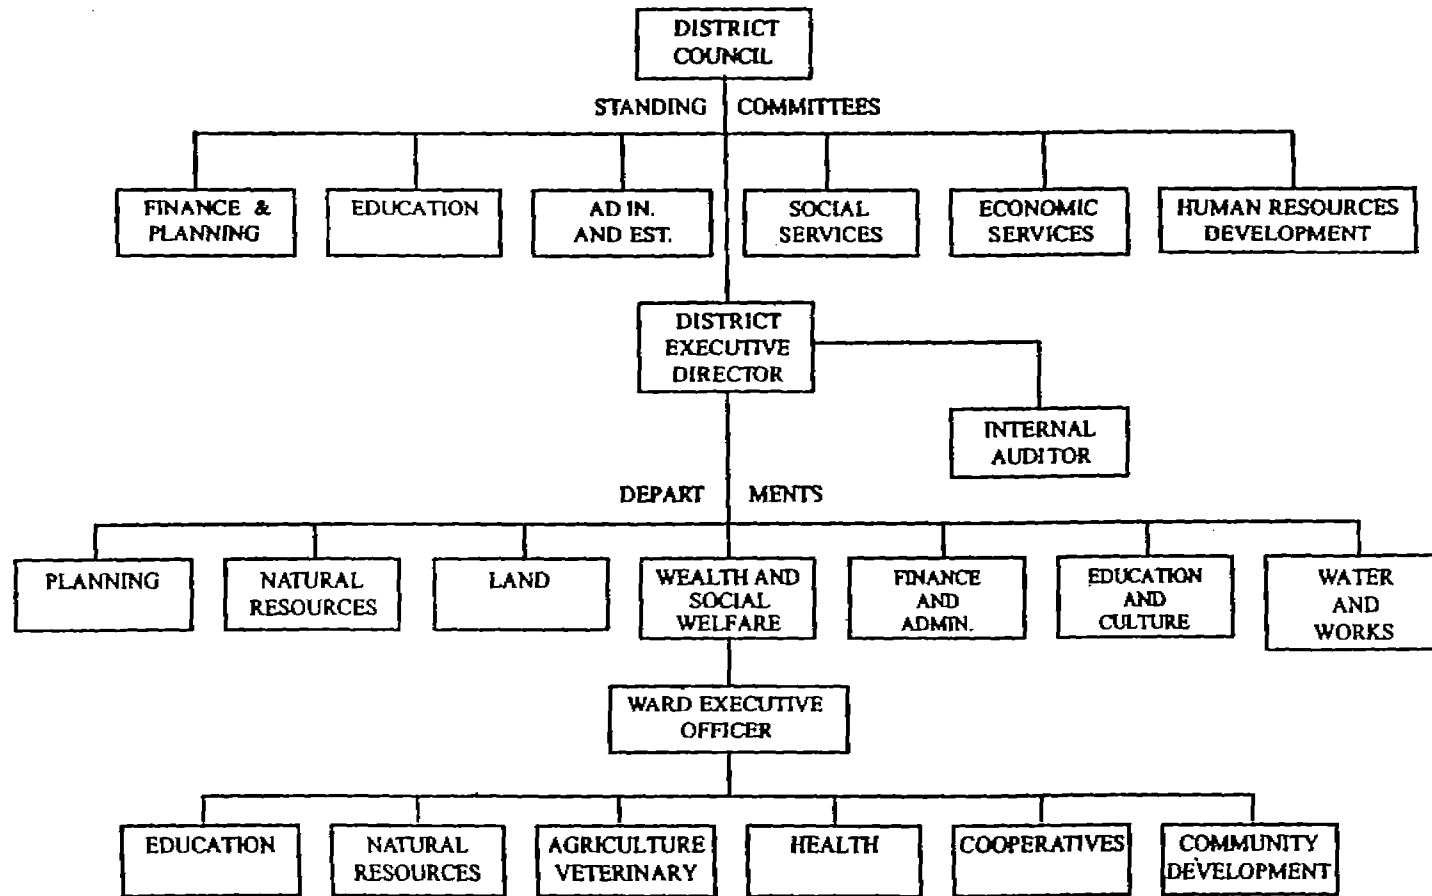 DISTRICT
COUNCIL
STANDING COMMITTEES
FINANCE &
PLANNING
EDUCATION
AD IN.
AND EST.
SOCIAL
SERVICES
ECONOMIC
SERVICES
HUMAN RESOURCES
DEVELOPMENT
DISTRICT
EXECUTIVE
DIRECTOR
INTERNAL
AUDITOR
DEPART MENTS
PLANNING
NATURAL
RESOURCES
LAND
WEALTH AND
SOCIAL
WELFARE
FINANCE
AND
ADMIN.
EDUCATION
AND
CULTURE
WATER
AND
WORKS
WARD EXECUTIVE
OFFICER
EDUCATION
NATURAL
RESOURCES
AGRICULTURE
VETERINARY
HEALTH
COOPERATIVES
COMMUNITY
DEVELOPMENT